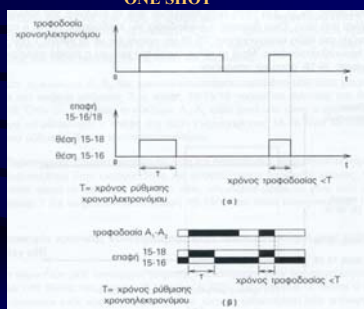 ONE SHOT
τροφοδοσία
χρονοηλεκτρονόμου
0
t
επαφή
15-16/18
θέση 15-18
θέση 15-16
0
t
T
T= χρόνος ρύθμισης
χρονοηλεκτρονόμου
χρόνος τροφοδοσίας <T
(α)
τροφοδοσία A₁-A₂
επαφή 15-18
15-16
T
T= χρόνος ρύθμισης
χρονοηλεκτρονόμου
χρόνος τροφοδοσίας <T
(β)